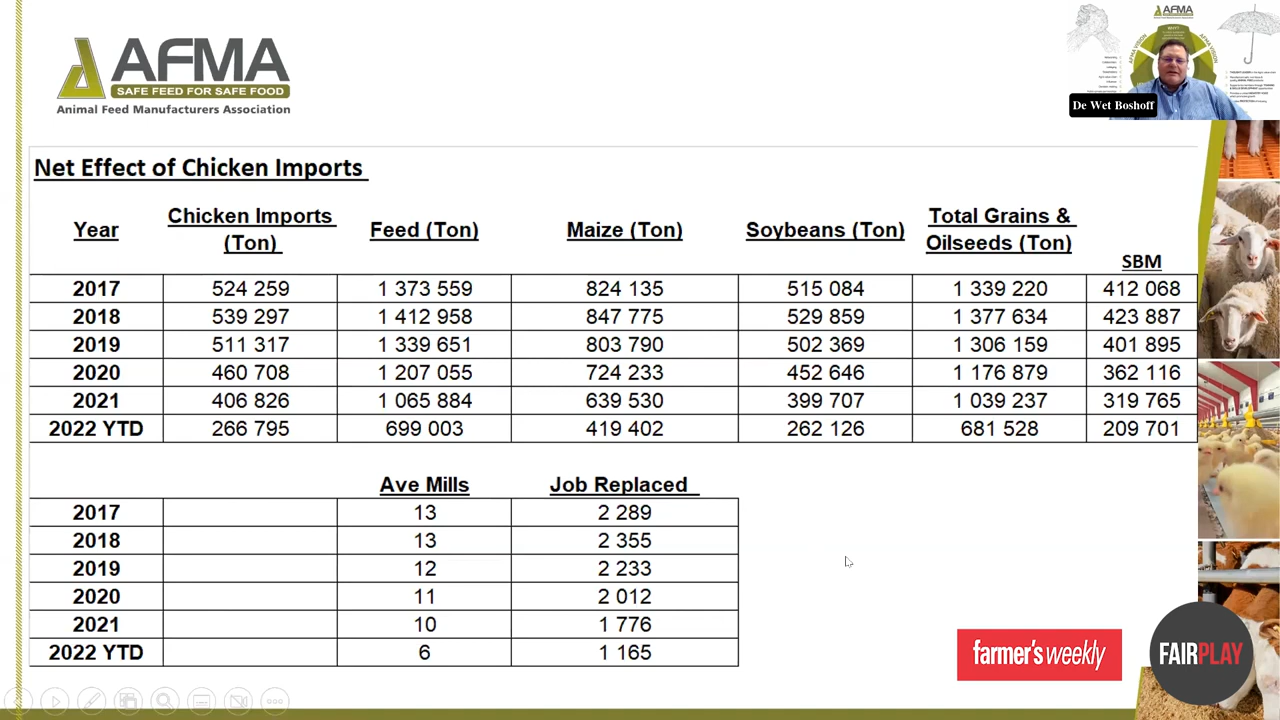 AFMA
SAFE FEED FOR SAFE FOOD
Animal Feed Manufacturers Association
AFMA
AFMA VISION
AFMA VISION
De Wet Boshoff
Net Effect of Chicken Imports
Year Chicken Imports (Ton) Feed (Ton) Maize (Ton) Soybeans (Ton) Total Grains & Oilseeds (Ton) SBM
2017 524 259 1 373 559 824 135 515 084 1 339 220 412 068
2018 539 297 1 412 958 847 775 529 859 1 377 634 423 887
2019 511 317 1 339 651 803 790 502 369 1 306 159 401 895
2020 460 708 1 207 055 724 233 452 646 1 176 879 362 116
2021 406 826 1 065 884 639 530 399 707 1 039 237 319 765
2022 YTD 266 795 699 003 419 402 262 126 681 528 209 701
Ave Mills Job Replaced
2017 13 2 289
2018 13 2 355
2019 12 2 233
2020 11 2 012
2021 10 1 776
2022 YTD 6 1 165
farmer's weekly
FAIRPLAY